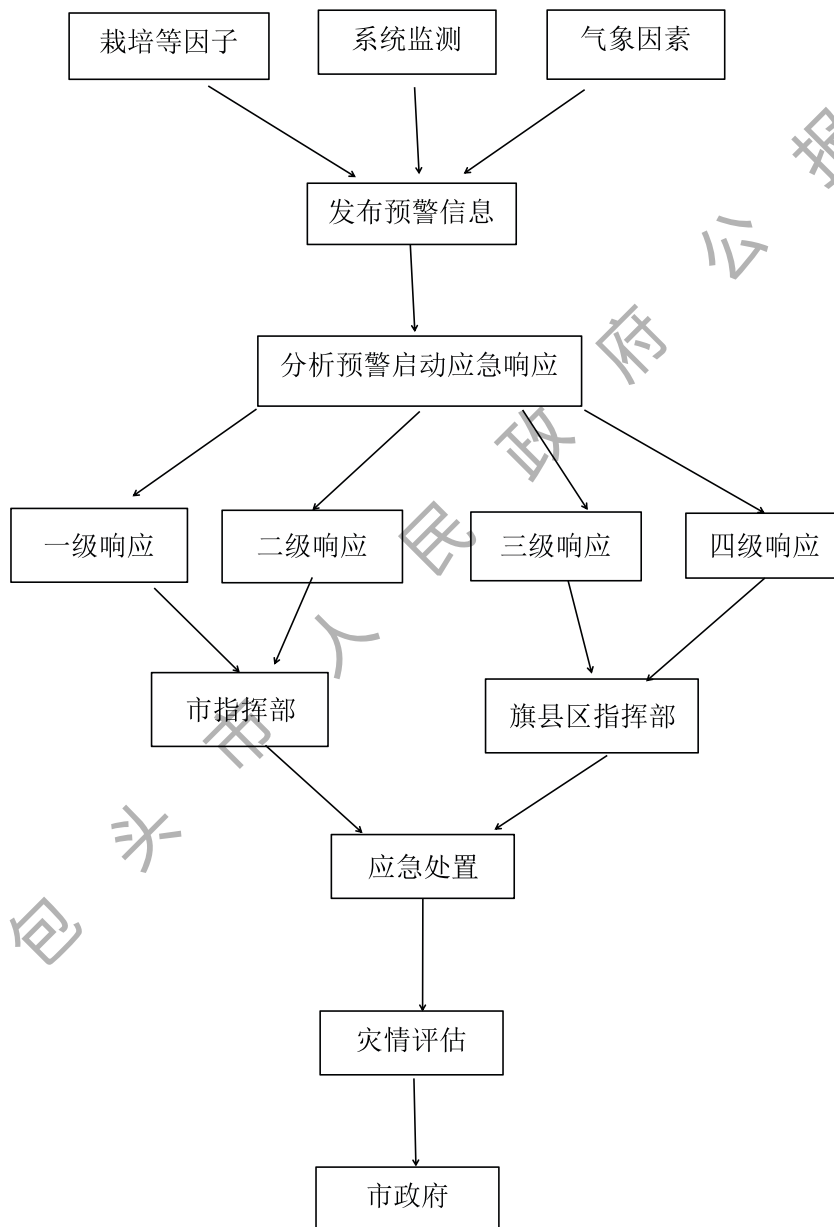 栽培等因子
系统监测
气象因素
发布预警信息
分析预警启动应急响应
一级响应
二级响应
三级响应
四级响应
市指挥部
旗县区指挥部
应急处置
灾情评估
市政府
包头市人民政府公报